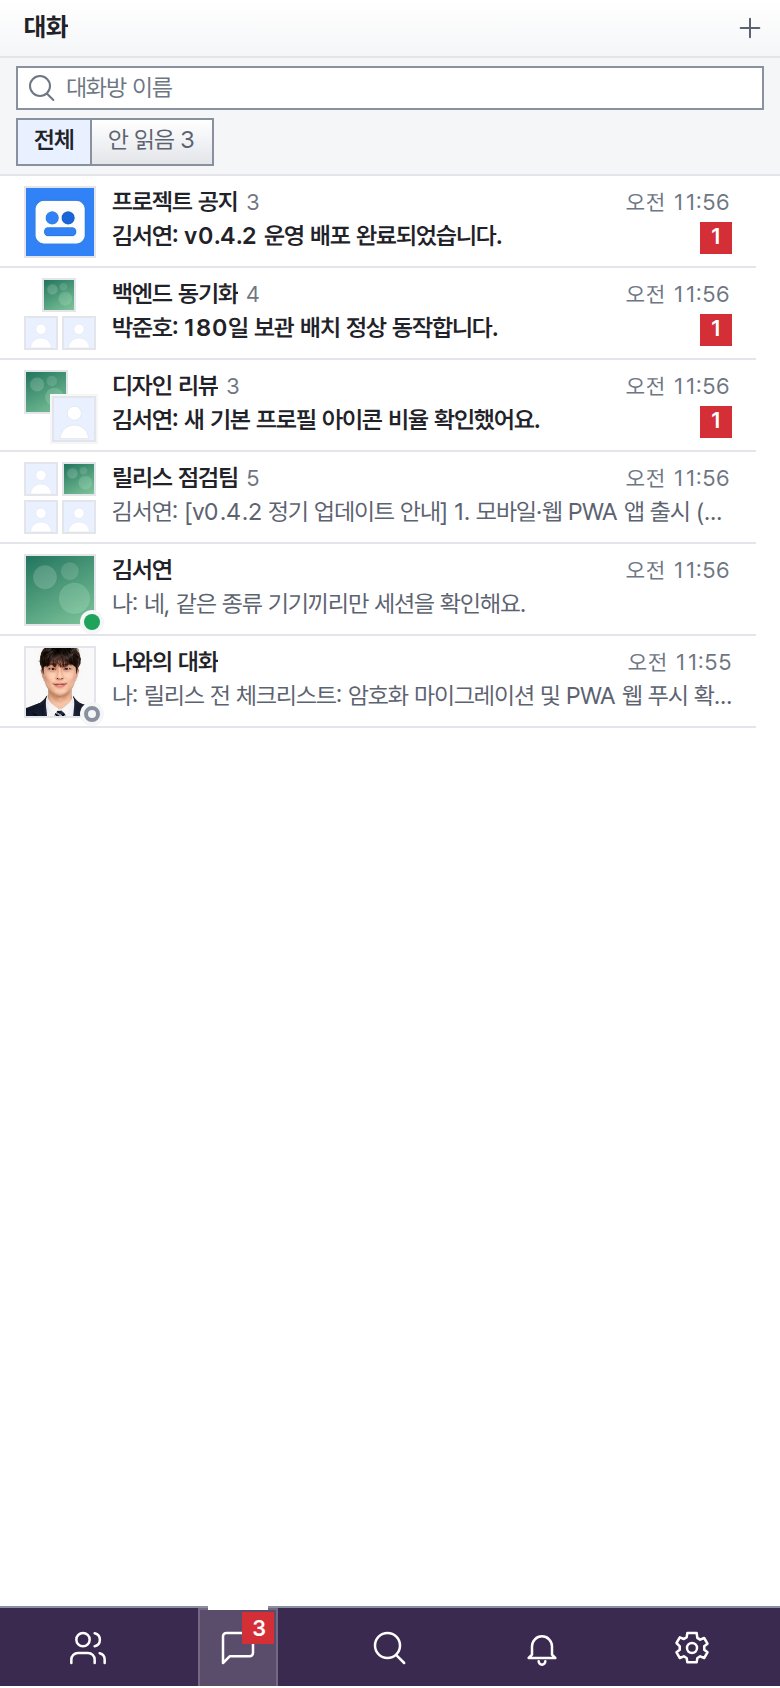 대화
대화방 이름
전체 안 읽음 3
프로젝트 공지 3 오전 11:56
김서연: v0.4.2 운영 배포 완료되었습니다. 1
백엔드 동기화 4 오전 11:56
박준호: 180일 보관 배치 정상 동작합니다. 1
디자인 리뷰 3 오전 11:56
김서연: 새 기본 프로필 아이콘 비율 확인했어요. 1
릴리스 점검팀 5 오전 11:56
김서연: [v0.4.2 정기 업데이트 안내] 1. 모바일·웹 PWA 앱 출시 (...
김서연 오전 11:56
나: 네, 같은 종류 기기끼리만 세션을 확인해요.
나와의 대화 오전 11:55
나: 릴리스 전 체크리스트: 암호화 마이그레이션 및 PWA 웹 푸시 확...
3